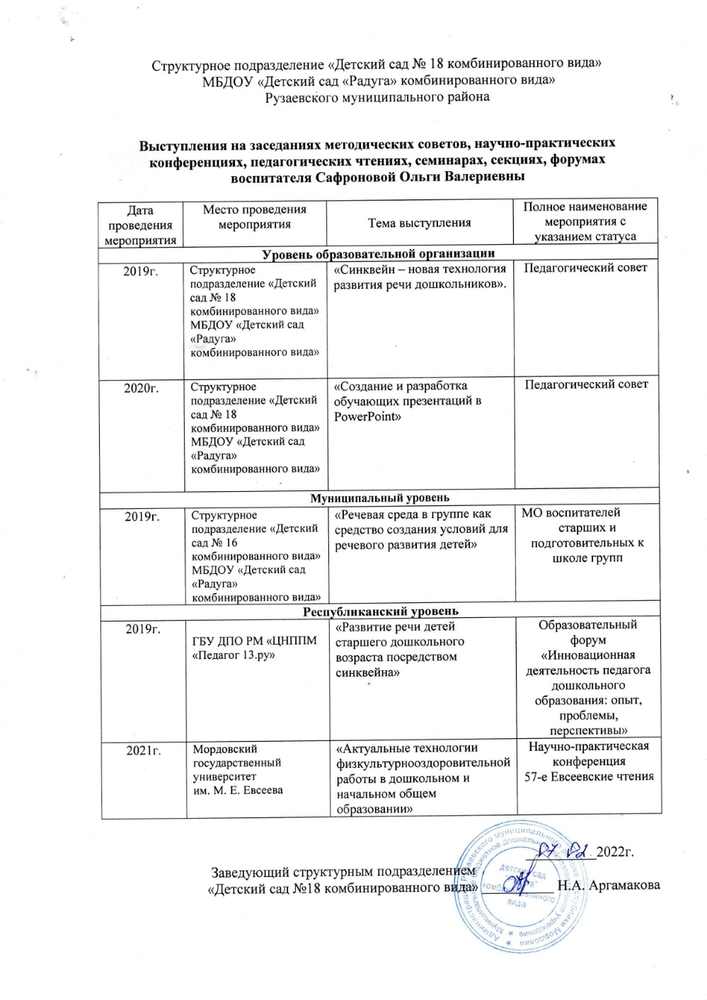 Структурное подразделение «Детский сад № 18 комбинированного вида»
МБДОУ «Детский сад «Радуга» комбинированного вида»
Рузаевского муниципального района
Выступления на заседаниях методических советов, научно-практических
конференциях, педагогических чтениях, семинарах, секциях, форумах
воспитателя Сафроновой Ольги Валериевны
Дата
проведения
мероприятия
Место проведения
мероприятия
Тема выступления
Полное наименование
мероприятия с
указанием статуса
Уровень образовательной организации
2019г.
Структурное
подразделение «Детский
сад № 18
комбинированного вида»
МБДОУ «Детский сад
«Радуга»
комбинированного вида»
«Синквейн – новая технология
развития речи дошкольников».
Педагогический совет
2020г.
Структурное
подразделение «Детский
сад № 18
комбинированного вида»
МБДОУ «Детский сад
«Радуга»
комбинированного вида»
«Создание и разработка
обучающих презентаций в
PowerPoint»
Педагогический совет
Муниципальный уровень
2019г.
Структурное
подразделение «Детский
сад № 16
комбинированного вида»
МБДОУ «Детский сад
«Радуга»
комбинированного вида»
«Речевая среда в группе как
средство создания условий для
речевого развития детей»
МО воспитателей
старших и
подготовительных к
школе групп
Республиканский уровень
2019г.
ГБУ ДПО РМ «ЦНППМ
«Педагог 13.ру»
«Развитие речи детей
старшего дошкольного
возраста посредством
синквейна»
Образовательный
форум
«Инновационная
деятельность педагога
дошкольного
образования: опыт,
проблемы,
перспективы»
2021г.
Мордовский
государственный
университет
им. М. Е. Евсеева
«Актуальные технологии
физкультурнооздоровительной
работы в дошкольном и
начальном общем
образовании»
Научно-практическая
конференция
57-е Евсеевские чтения
07 02 2022г.
Заведующий структурным подразделением
«Детский сад №18 комбинированного вида» Н.А. Аргамакова
детский сад
комбинированного
вида